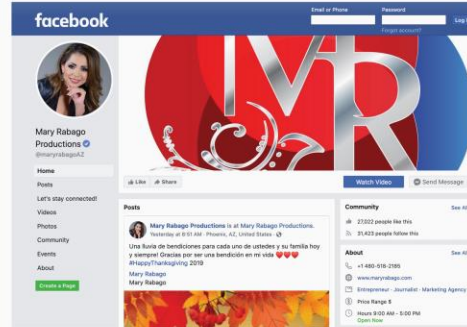 facebook
Email or Phone
Password
Log
Forgot account?
MR
Mary Rabago
Productions
@maryrabagoAZ
Home
Posts
Let's stay connected!
Videos
Photos
Community
Events
About
Create a Page
Like
Share
Watch Video
Send Message
Posts
Mary Rabago Productions is at Mary Rabago Productions.
Yesterday at 8:51 AM · Phoenix, AZ, United States ·
Una lluvia de bendiciones para cada uno de ustedes y su familia hoy
y siempre! Gracias por ser una bendición en mi vida
#HappyThanksgiving 2019
Mary Rabago
Mary Rabago
Community
See All
27,022 people like this
31,423 people follow this
About
See All
+1 480-518-2185
www.maryrabago.com
Entrepreneur · Journalist · Marketing Agency
Price Range $
Hours 9:00 AM - 5:00 PM
Open Now